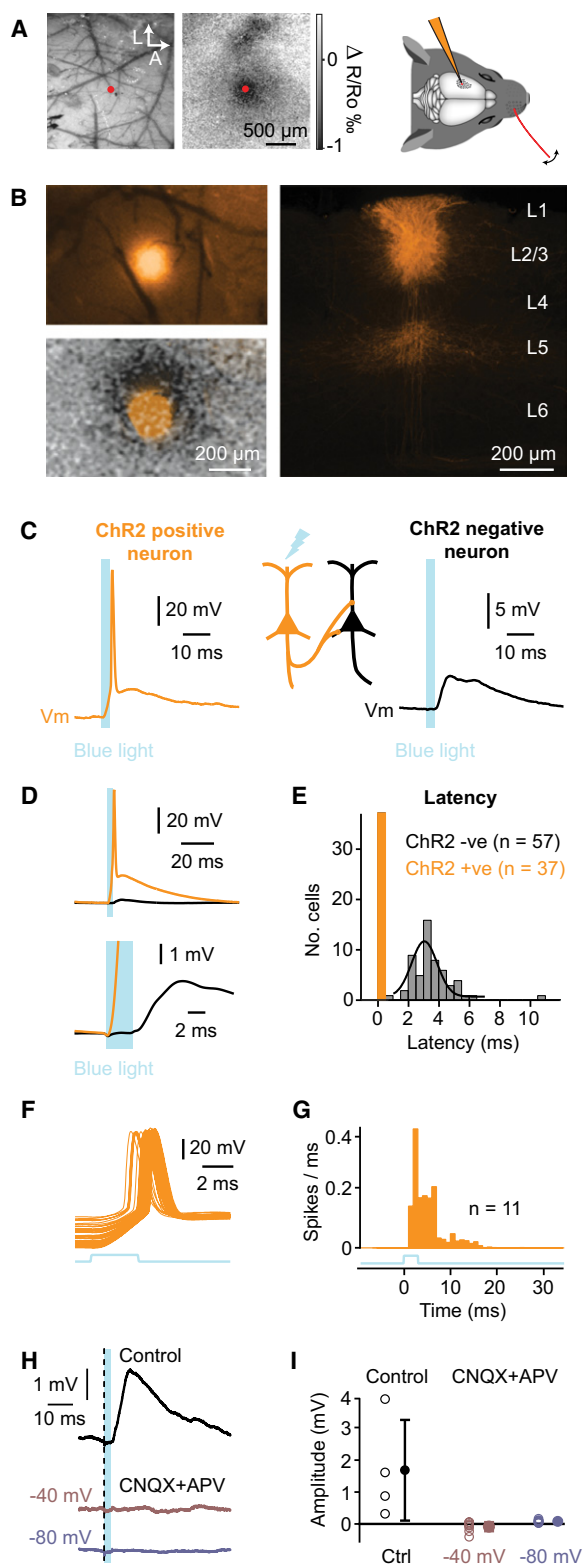 A
L
A
0
-1
Δ R/Ro ‰
500 µm
B
200 µm
L1
L2/3
L4
L5
L6
200 µm
C
ChR2 positive
neuron
20 mV
10 ms
Vm
Blue light
ChR2 negative
neuron
5 mV
10 ms
Vm
Blue light
D
20 mV
20 ms
1 mV
2 ms
Blue light
E
Latency
ChR2 -ve (n = 57)
ChR2 +ve (n = 37)
No. cells
30
20
10
0
0 2 4 6 8 10
Latency (ms)
F
20 mV
2 ms
G
Spikes / ms
0.4
0.2
0
n = 11
0 10 20 30
Time (ms)
H
Control
1 mV
10 ms
CNQX+APV
-40 mV
-80 mV
I
Control CNQX+APV
Amplitude (mV)
4
3
2
1
0
Ctrl -40 mV -80 mV